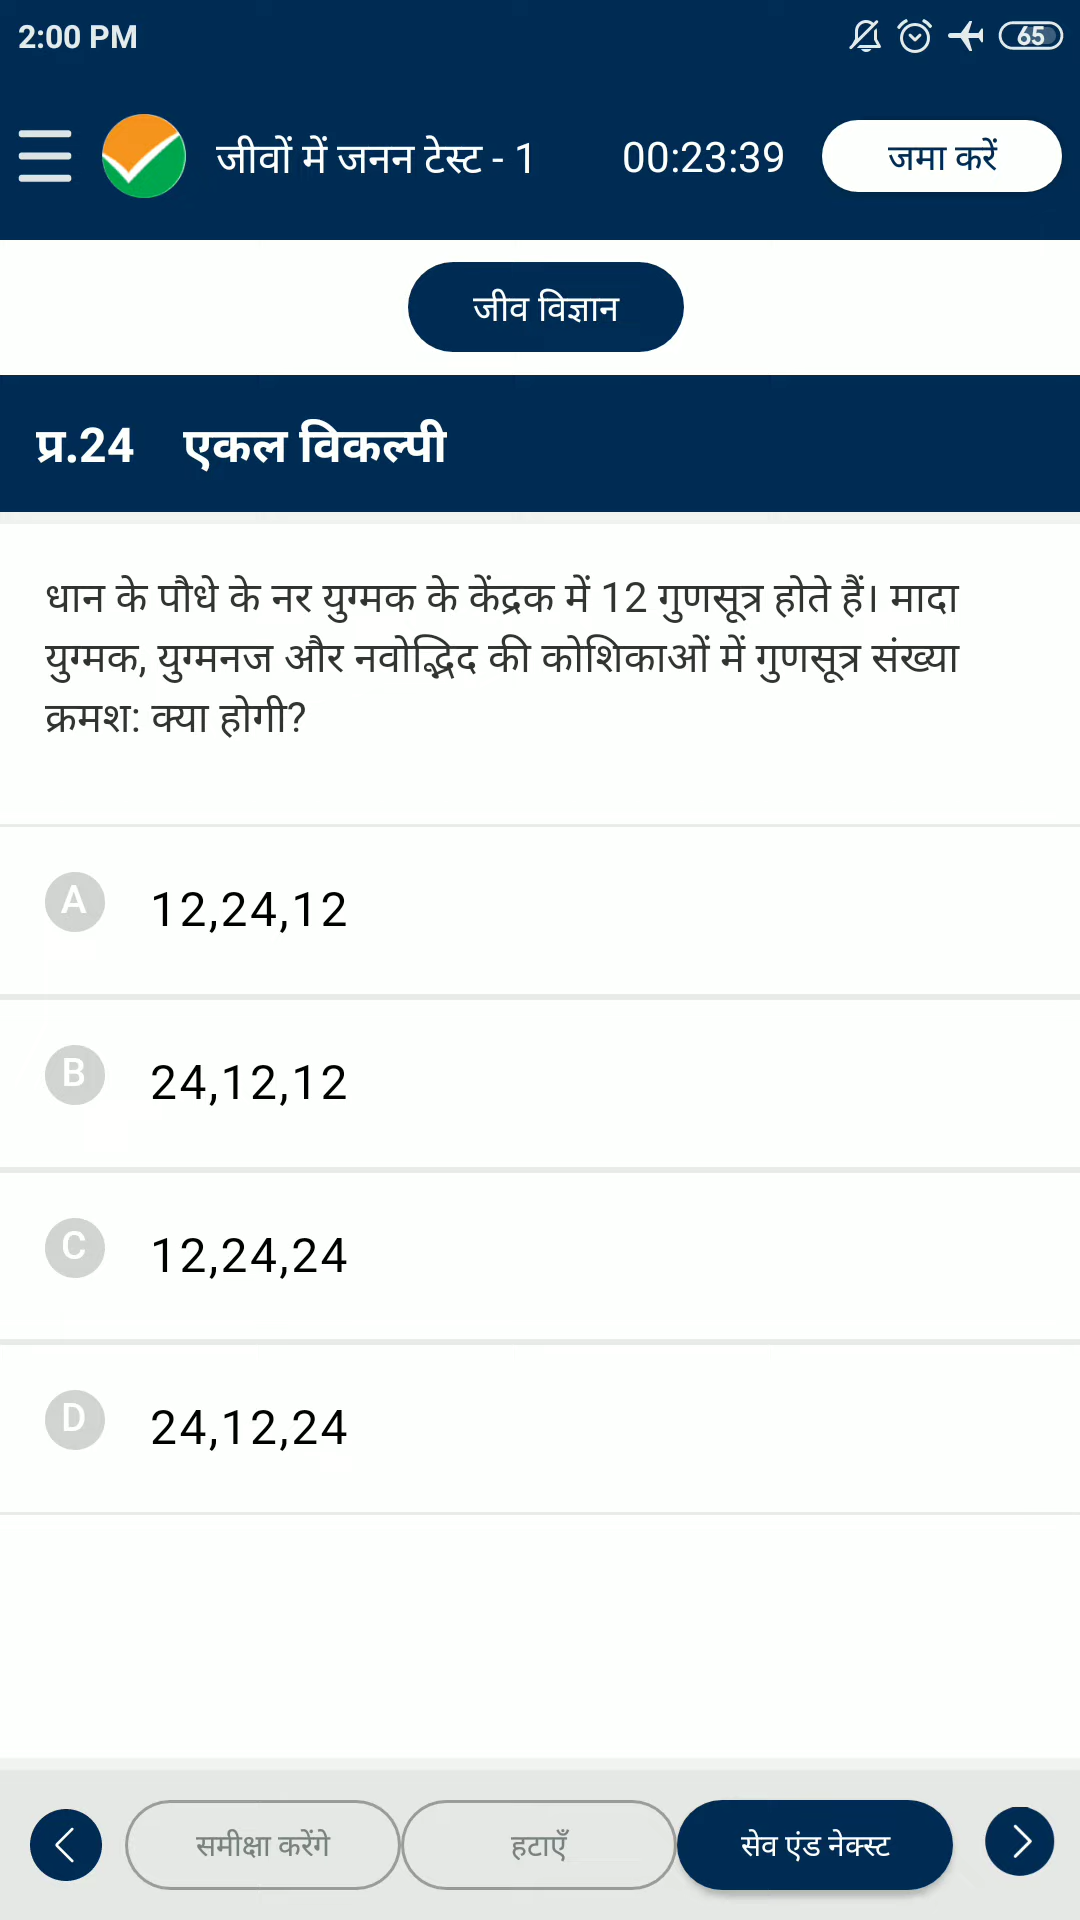 2:00 PM 65
जीवों में जनन टेस्ट - 1 00:23:39 जमा करें
जीव विज्ञान
प्र.24 एकल विकल्पी
धान के पौधे के नर युग्मक के केंद्रक में 12 गुणसूत्र होते हैं। मादा
युग्मक, युग्मनज और नवोद्भिद की कोशिकाओं में गुणसूत्र संख्या
क्रमश: क्या होगी?
A 12,24,12
B 24,12,12
C 12,24,24
D 24,12,24
समीक्षा करेंगे हटाएँ सेव एंड नेक्स्ट